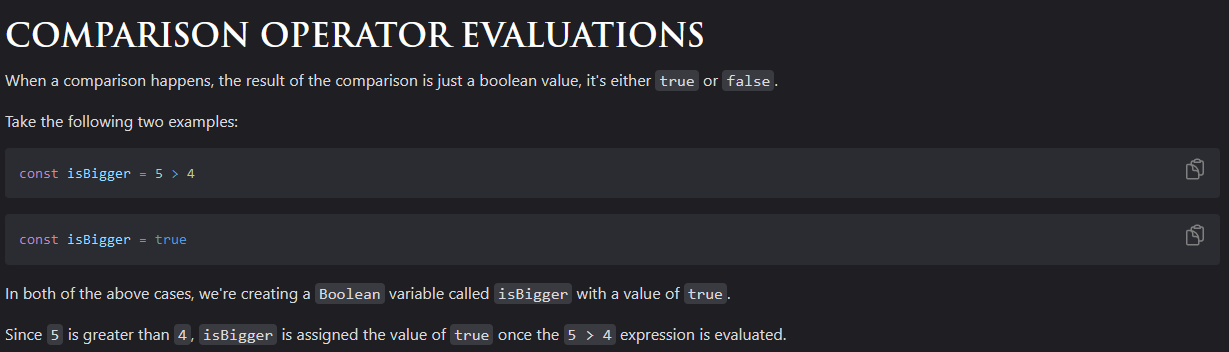 COMPARISON OPERATOR EVALUATIONS
When a comparison happens, the result of the comparison is just a boolean value, it's either true or false.
Take the following two examples:
const isBigger = 5 > 4
const isBigger = true
In both of the above cases, we're creating a Boolean variable called isBigger with a value of true.
Since 5 is greater than 4, isBigger is assigned the value of true once the 5 > 4 expression is evaluated.